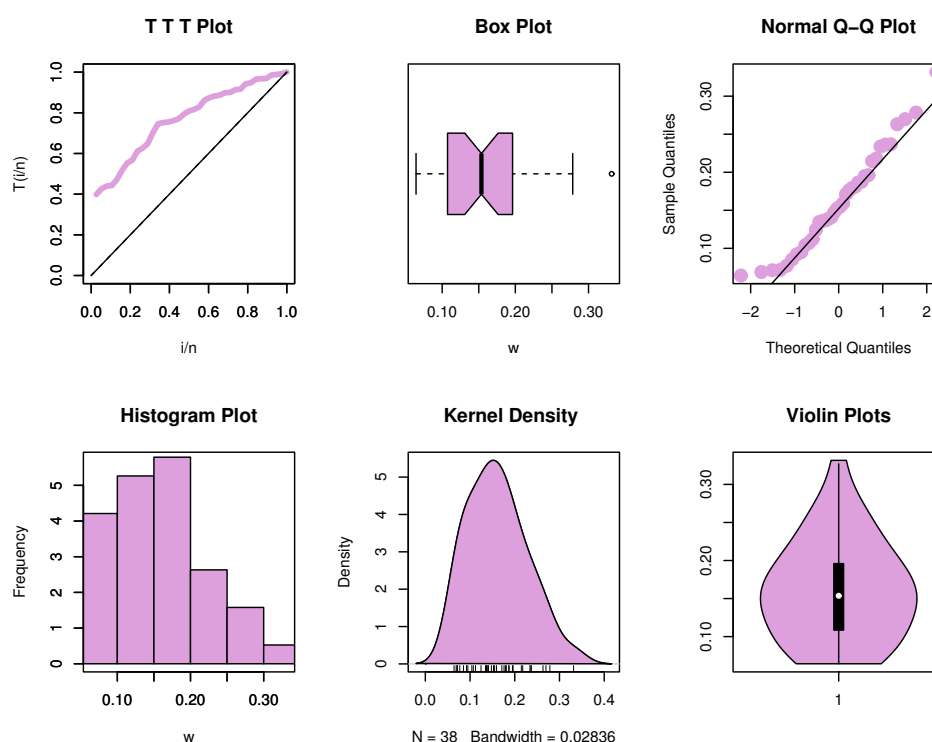 T T T Plot
T(i/n)
0.0
0.2
0.4
0.6
0.8
1.0
0.0 0.2 0.4 0.6 0.8 1.0
i/n
Box Plot
0.10 0.20 0.30
w
Normal Q−Q Plot
Sample Quantiles
0.10
0.20
0.30
−2 −1 0 1 2
Theoretical Quantiles
Histogram Plot
Frequency
0
1
2
3
4
5
0.10 0.20 0.30
w
Kernel Density
Density
0
1
2
3
4
5
0.0 0.1 0.2 0.3 0.4
N = 38 Bandwidth = 0.02836
Violin Plots
0.10
0.20
0.30
1